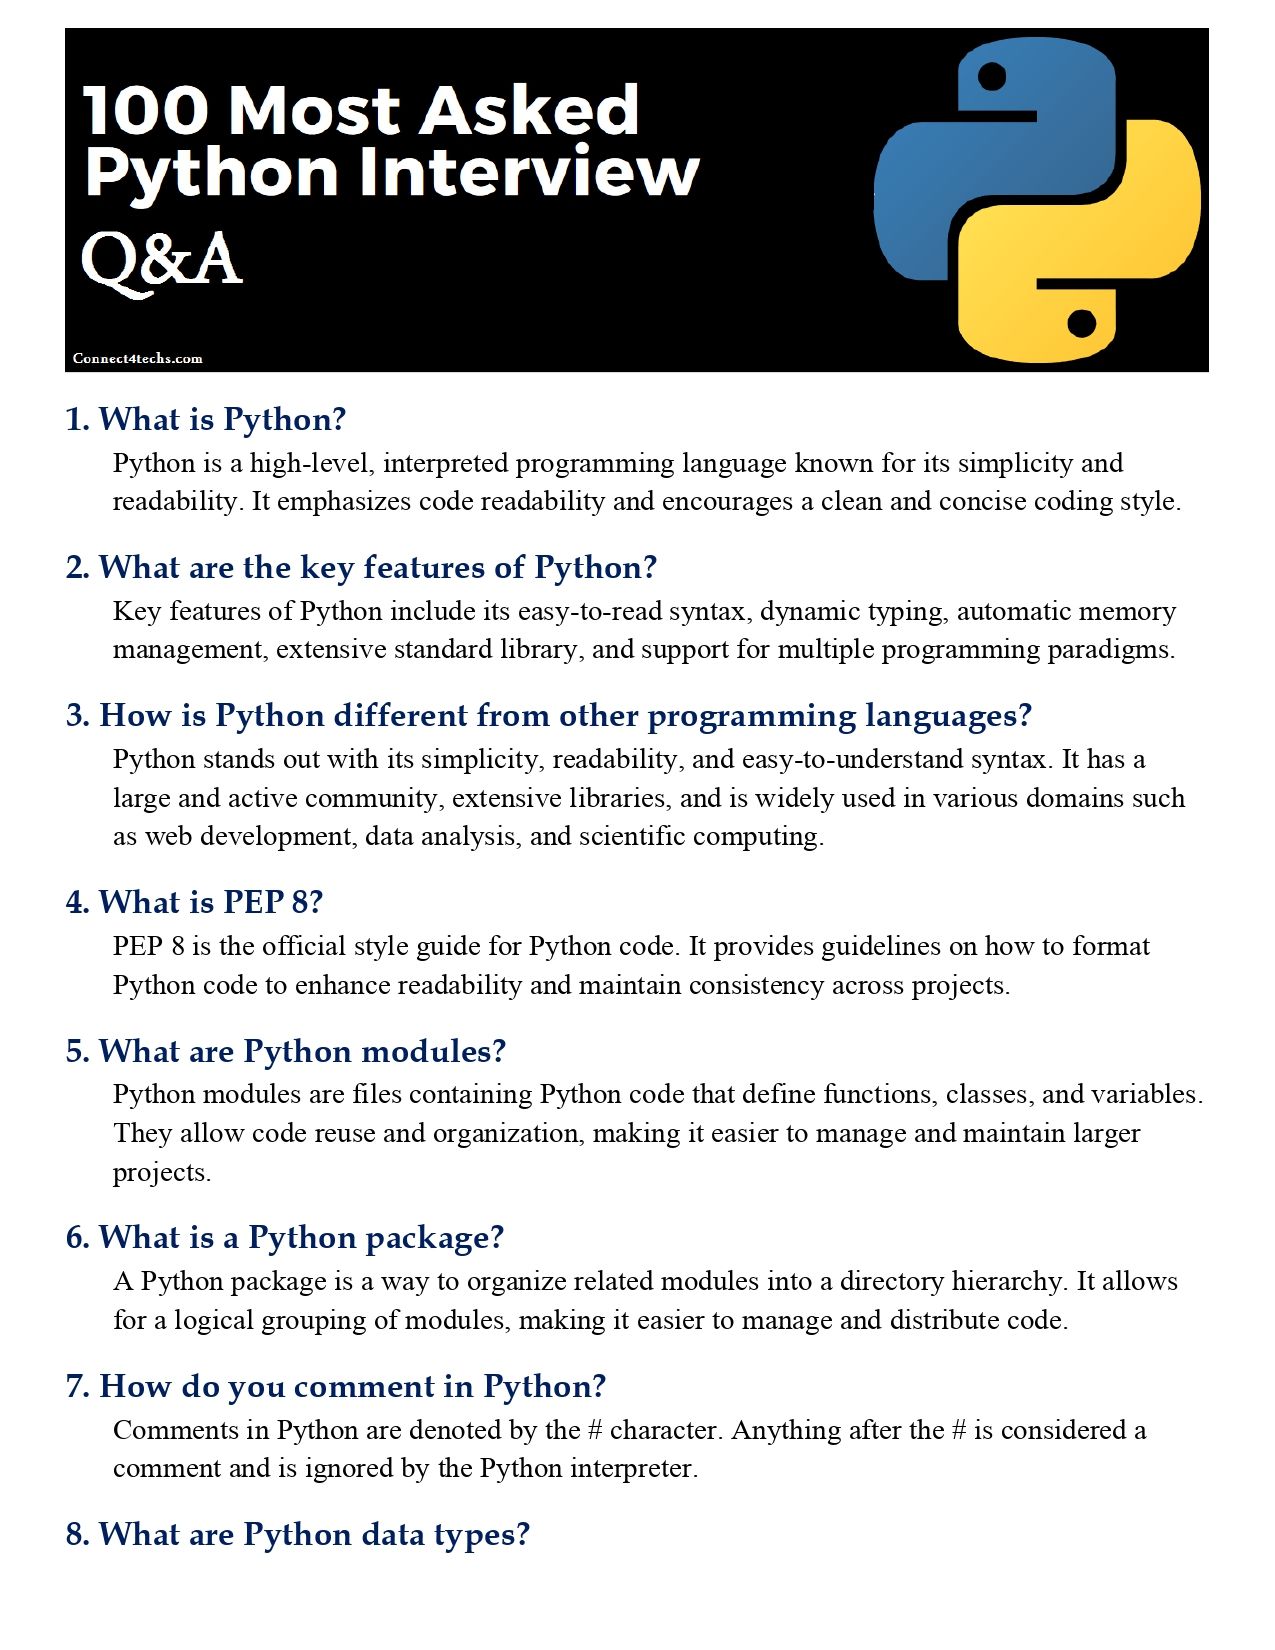 100 Most Asked
Python Interview
Q&A
Connect4techs.com
1. What is Python?
Python is a high-level, interpreted programming language known for its simplicity and
readability. It emphasizes code readability and encourages a clean and concise coding style.
2. What are the key features of Python?
Key features of Python include its easy-to-read syntax, dynamic typing, automatic memory
management, extensive standard library, and support for multiple programming paradigms.
3. How is Python different from other programming languages?
Python stands out with its simplicity, readability, and easy-to-understand syntax. It has a
large and active community, extensive libraries, and is widely used in various domains such
as web development, data analysis, and scientific computing.
4. What is PEP 8?
PEP 8 is the official style guide for Python code. It provides guidelines on how to format
Python code to enhance readability and maintain consistency across projects.
5. What are Python modules?
Python modules are files containing Python code that define functions, classes, and variables.
They allow code reuse and organization, making it easier to manage and maintain larger
projects.
6. What is a Python package?
A Python package is a way to organize related modules into a directory hierarchy. It allows
for a logical grouping of modules, making it easier to manage and distribute code.
7. How do you comment in Python?
Comments in Python are denoted by the # character. Anything after the # is considered a
comment and is ignored by the Python interpreter.
8. What are Python data types?